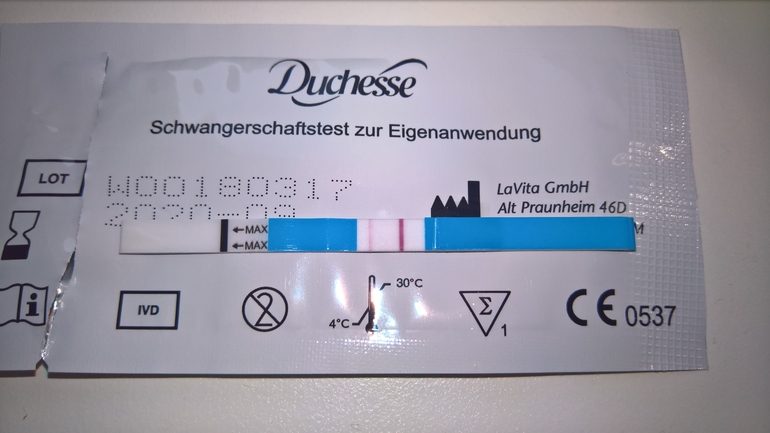 Duchesse
Schwangerschaftstest zur Eigenanwendung
LOT
W00180317
LaVita GmbH
Alt Praunheim 46D
MAX
MAX
IVD
2
4°C
30°C
Σ
1
CE 0537